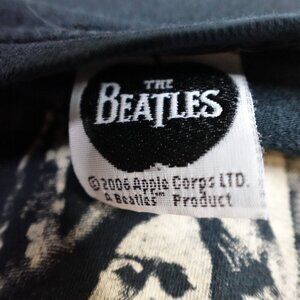 THE
BEATLES
©2006 Apple Corps LTD.
A Beatles™ Product